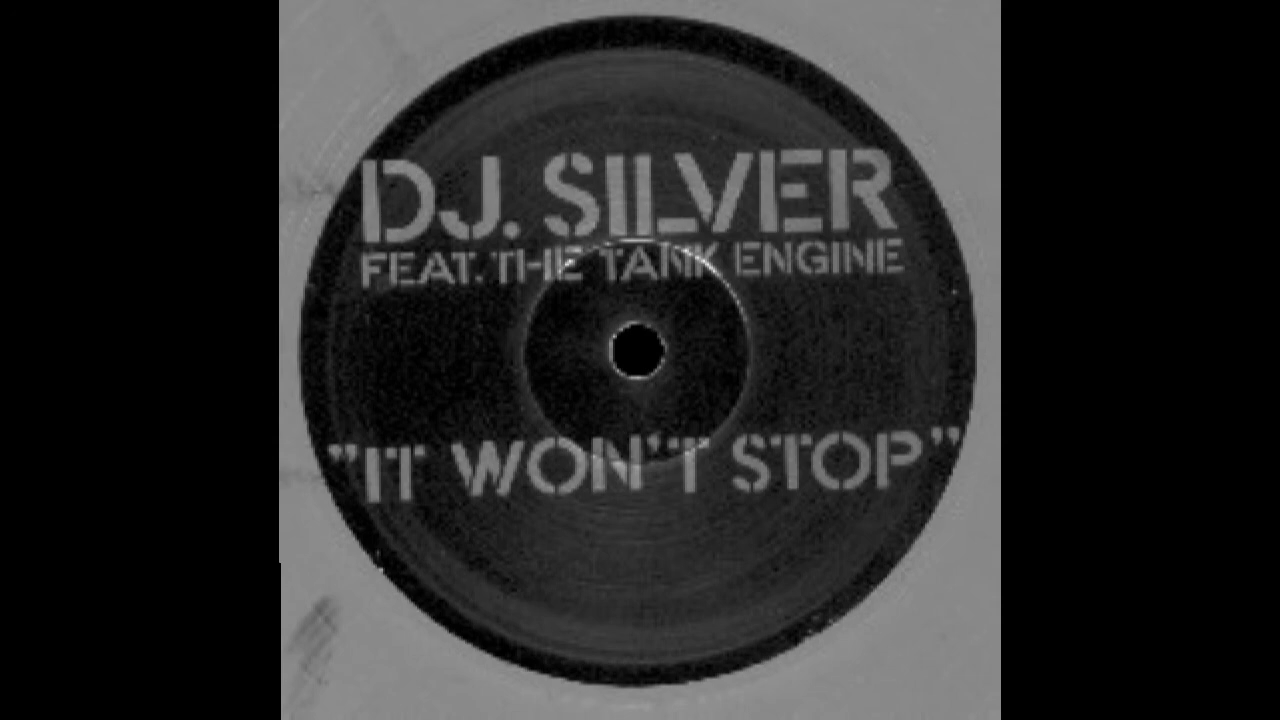 DJ. SILVER
FEAT. THE TANK ENGINE
"IT WON'T STOP"